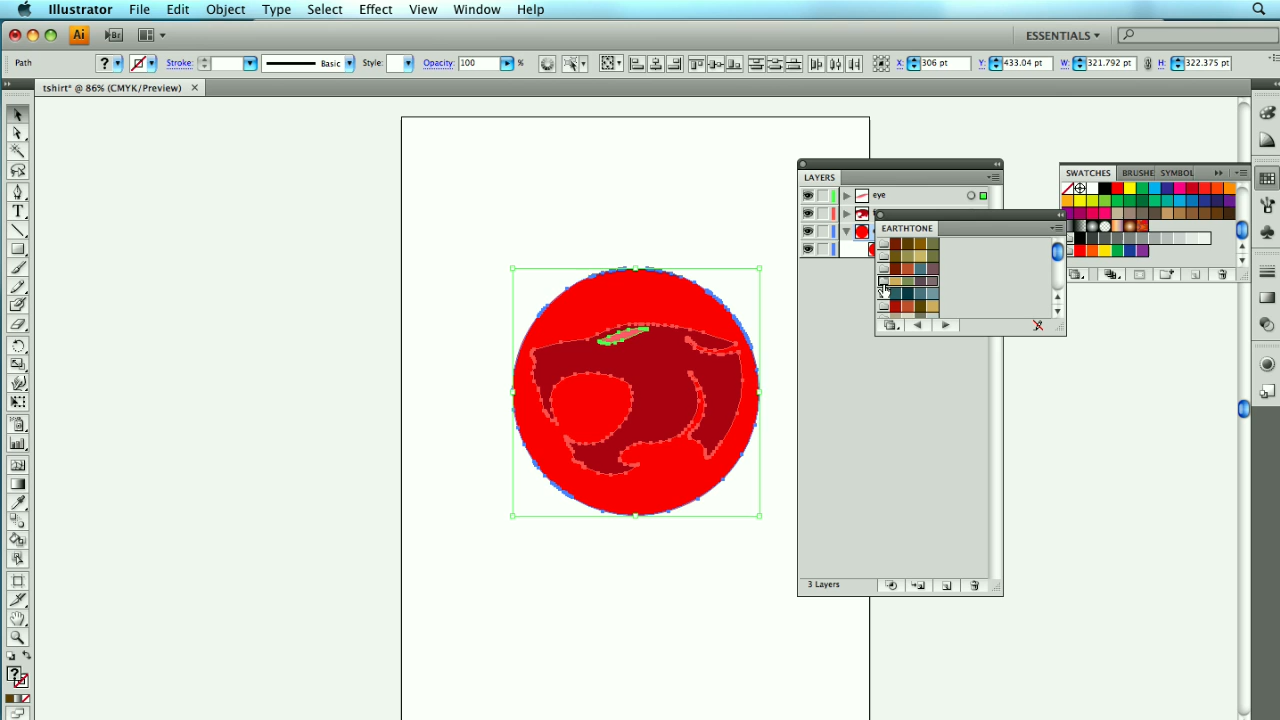 Illustrator File Edit Object Type Select Effect View Window Help
Ai Br ESSENTIALS
Path ? Stroke: Basic Style: Opacity: 100 % X: 306 pt Y: 433.04 pt W: 321.792 pt H: 322.375 pt
tshirt* @ 86% (CMYK/Preview)
LAYERS
eye
SWATCHES BRUSHE SYMBOL
EARTHTONE
T
3 Layers
?